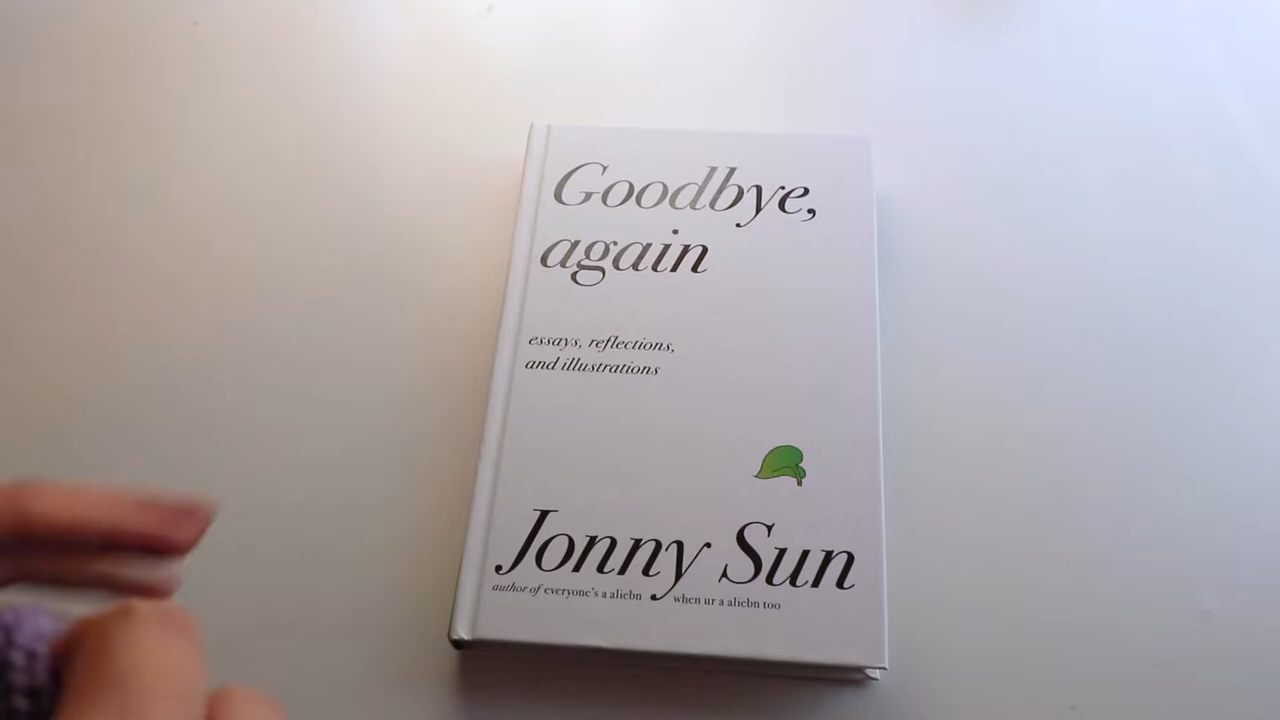 Goodbye,
again
essays, reflections,
and illustrations
Jonny Sun
author of everyone's a aliebn when ur a aliebn too